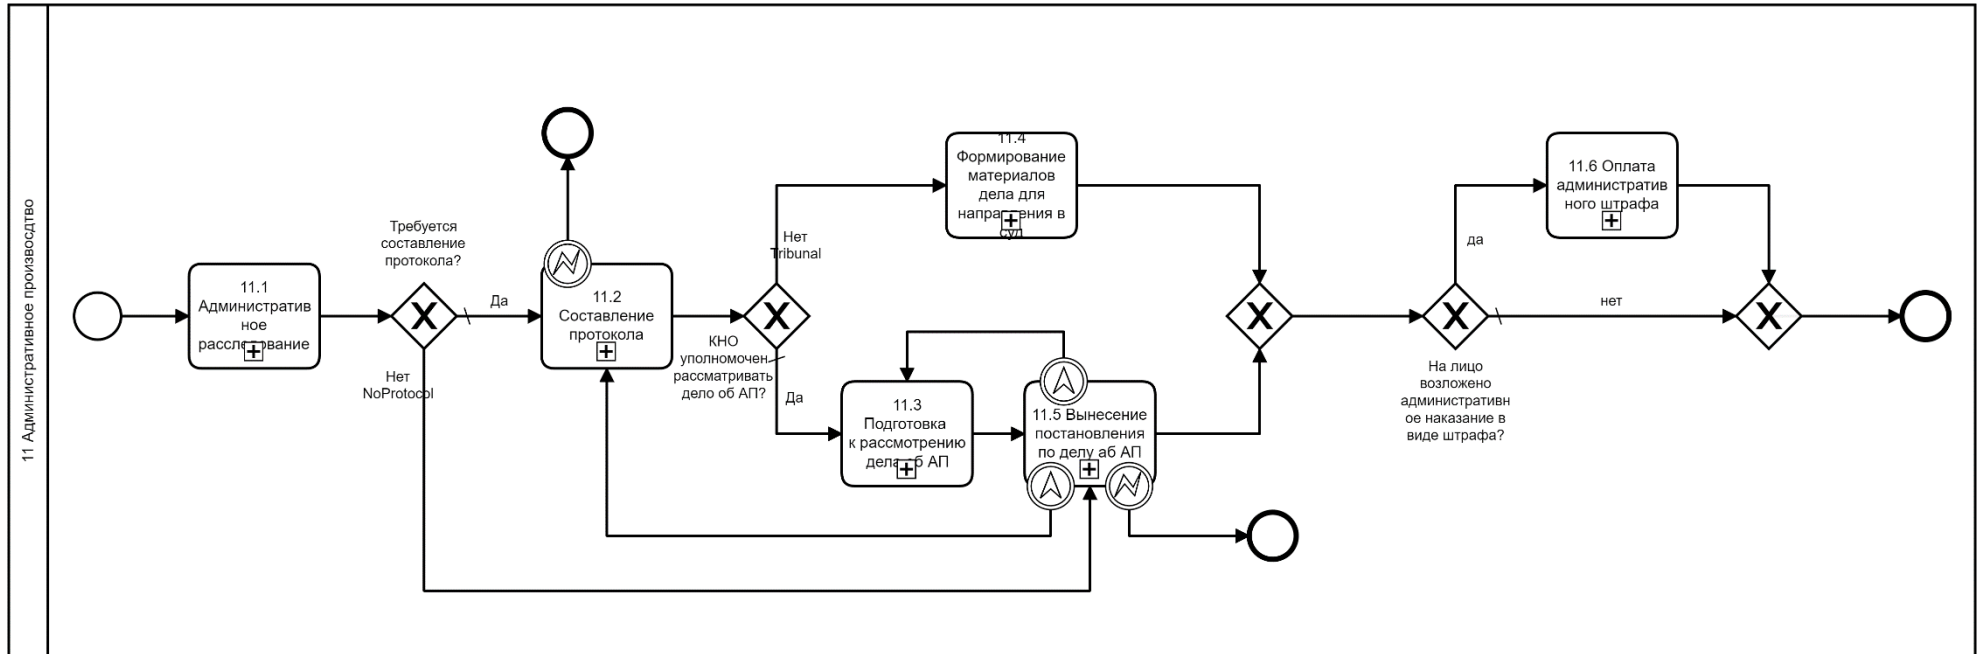 11 Административное произвосдтво
11.1
Административ
ное
расследование
Требуется
составление
протокола?
Да
Нет
NoProtocol
11.2
Составление
протокола
КНО
уполномочен
рассматривать
дело об АП?
Нет
Tribunal
Да
11.4
Формирование
материалов
дела для
направления в
суд
11.3
Подготовка
к рассмотрению
дела об АП
11.5 Вынесение
постановления
по делу аб АП
На лицо
возложено
административн
ое наказание в
виде штрафа?
да
нет
11.6 Оплата
административ
ного штрафа